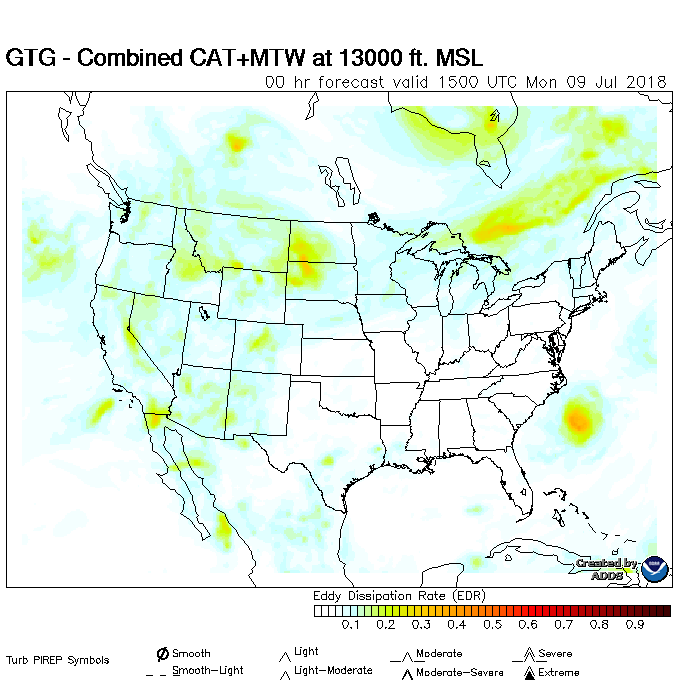 GTG - Combined CAT+MTW at 13000 ft. MSL
00 hr forecast valid 1500 UTC Mon 09 Jul 2018
2
Created by
ADDS
Eddy Dissipation Rate (EDR)
0.1 0.2 0.3 0.4 0.5 0.6 0.7 0.8 0.9
Turb PIREP Symbols
Smooth Light Moderate Severe
Smooth-Light Light-Moderate Moderate-Severe Extreme